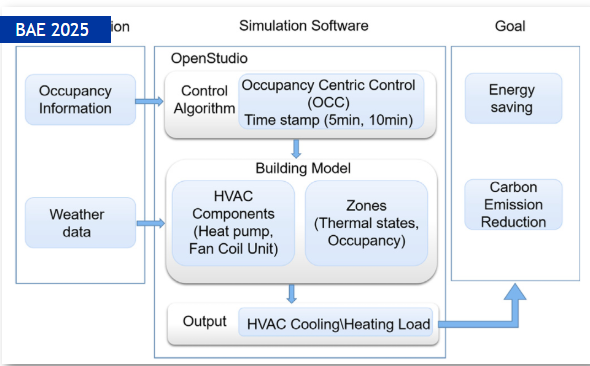 BAE 2025
ion
Simulation Software
Goal
OpenStudio
Occupancy
Information
Control
Algorithm
Occupancy Centric Control
(OCC)
Time stamp (5min, 10min)
Energy
saving
Building Model
Weather
data
HVAC
Components
(Heat pump,
Fan Coil Unit)
Zones
(Thermal states,
Occupancy)
Carbon
Emission
Reduction
Output
HVAC Cooling\Heating Load